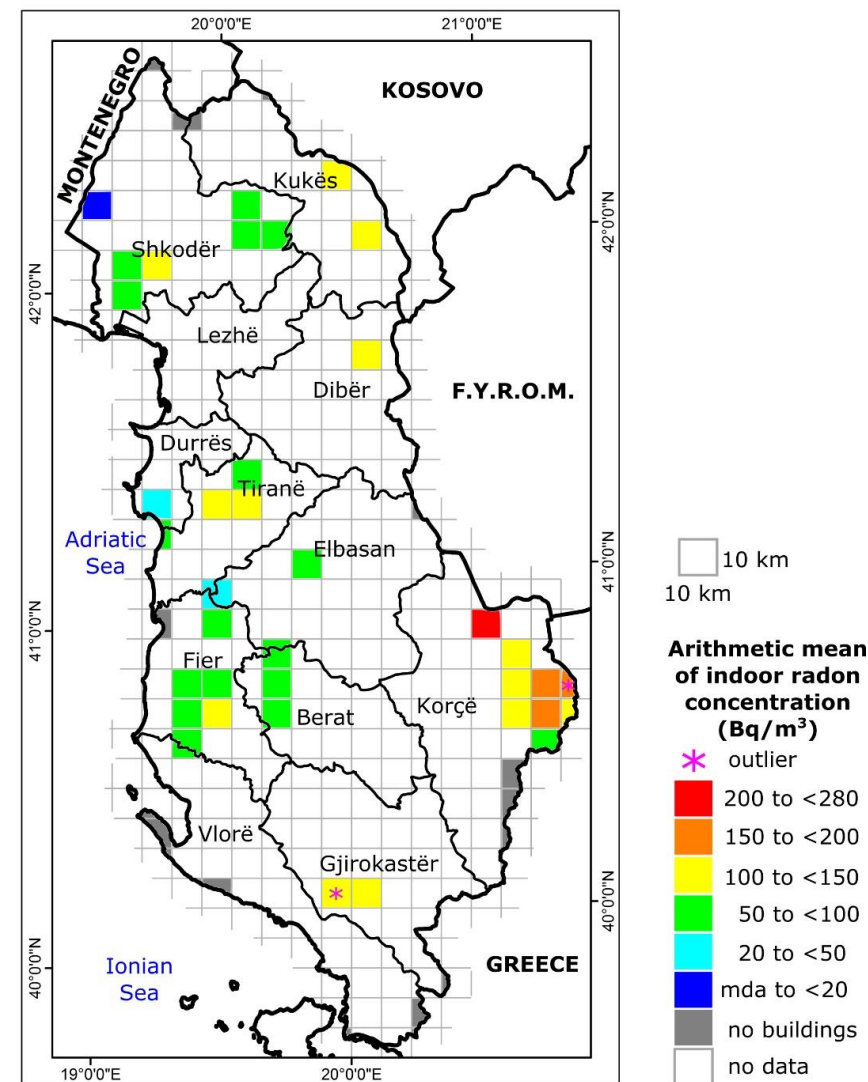 20°0'0"E
21°0'0"E
MONTENEGRO
KOSOVO
Kukës
42°0'0"N
Shkodër
42°0'0"N
Lezhë
Dibër
F.Y.R.O.M.
Durrës
Tiranë
Adriatic
Sea
Elbasan
10 km
10 km
41°0'0"N
41°0'0"N
Fier
Berat
Korçë
Vlorë
Gjirokastër
40°0'0"N
40°0'0"N
Ionian
Sea
GREECE
19°0'0"E
20°0'0"E
Arithmetic mean
of indoor radon
concentration
(Bq/m³)
outlier
200 to <280
150 to <200
100 to <150
50 to <100
20 to <50
mda to <20
no buildings
no data